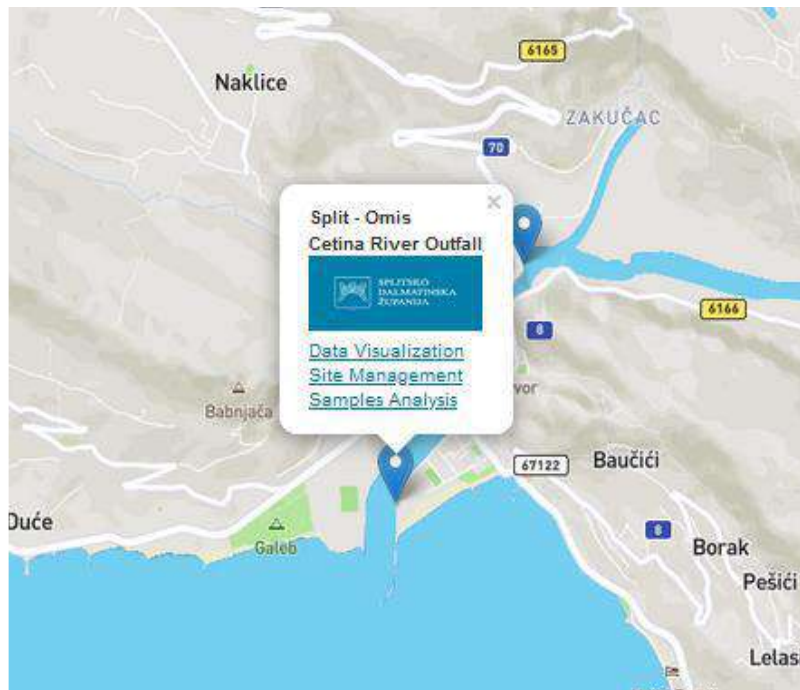 6165
Naklice
ZAKUČAC
70
×
Split - Omis
Cetina River Outfall
SPLITSKO
DALMATINSKA
ŽUPANIJA
6166
8
Data Visualization
Site Management
Samples Analysis
vor
Babnjača
67122
Baučići
Duće
Galeb
8
Borak
Pešići
Lelas